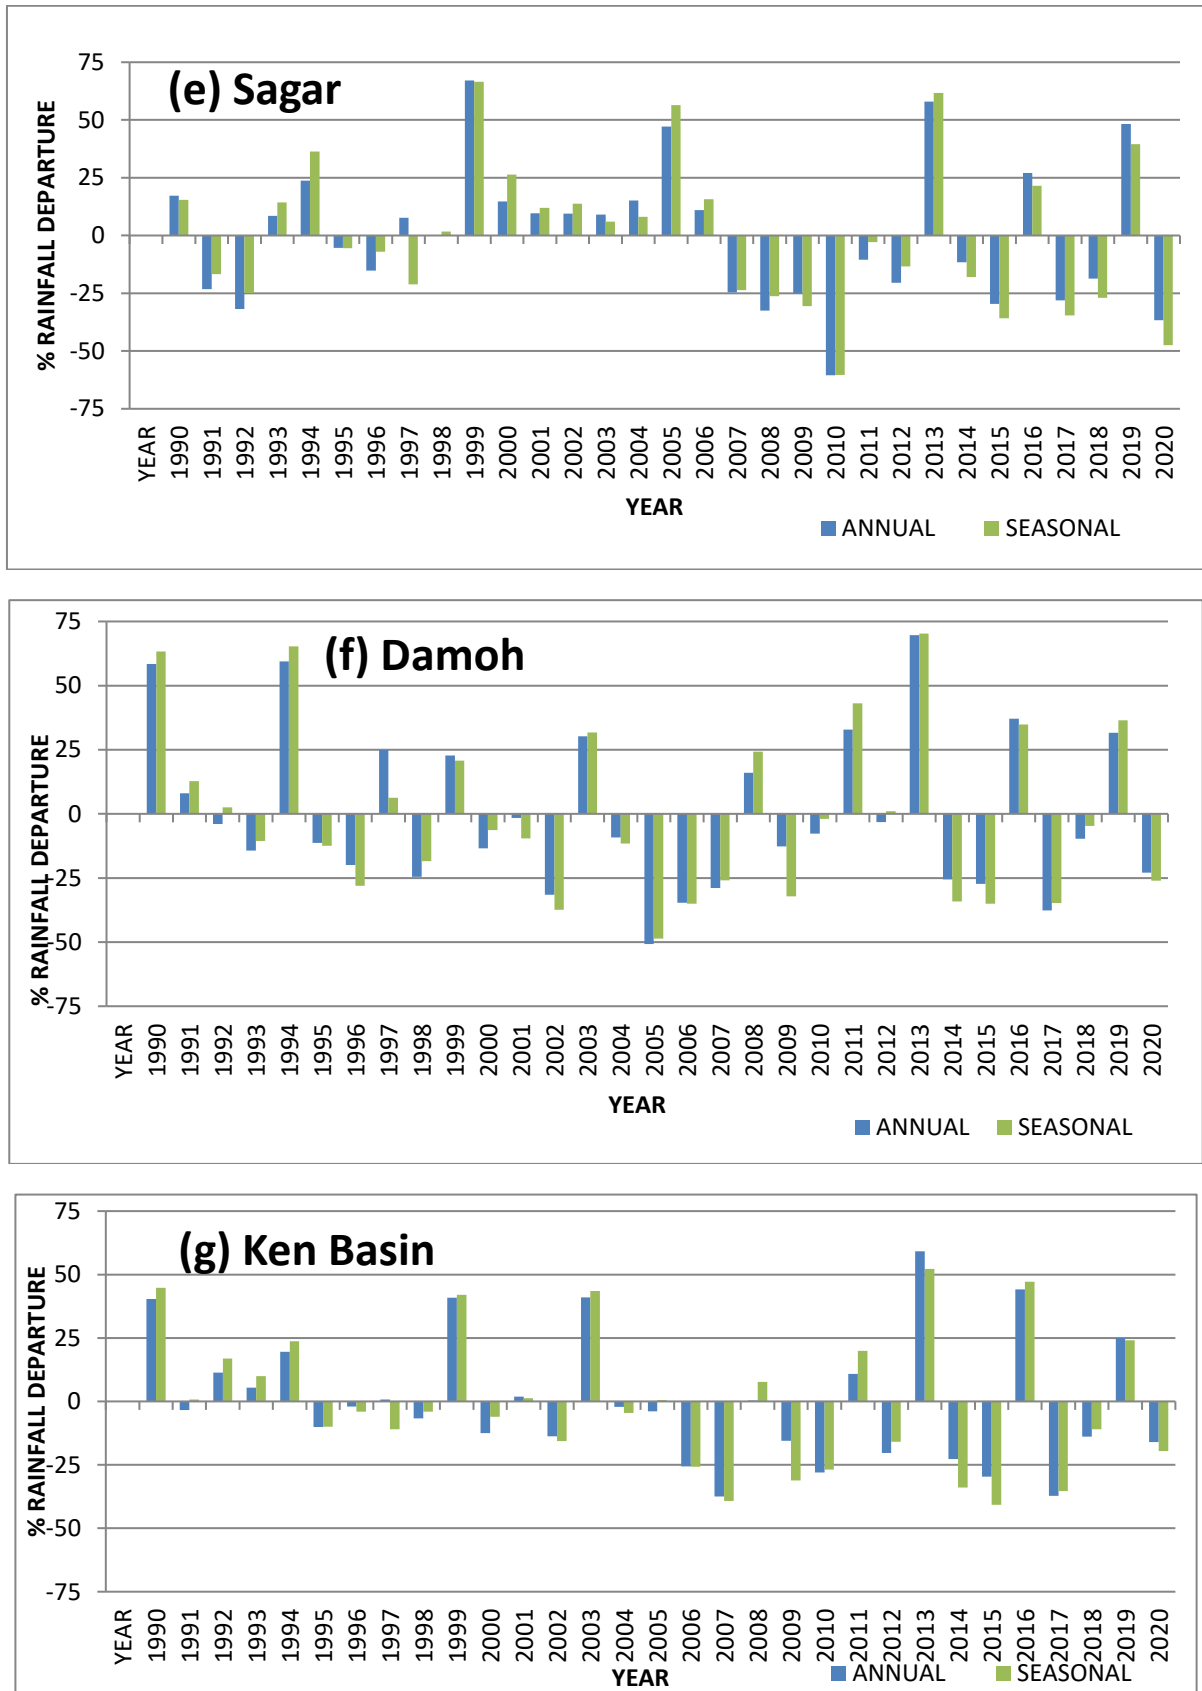 (e) Sagar
% RAINFALL DEPARTURE
75
50
25
0
-25
-50
-75
YEAR 1990 1991 1992 1993 1994 1995 1996 1997 1998 1999 2000 2001 2002 2003 2004 2005 2006 2007 2008 2009 2010 2011 2012 2013 2014 2015 2016 2017 2018 2019 2020
YEAR
ANNUAL SEASONAL
(f) Damoh
% RAINFALL DEPARTURE
75
50
25
0
-25
-50
-75
YEAR 1990 1991 1992 1993 1994 1995 1996 1997 1998 1999 2000 2001 2002 2003 2004 2005 2006 2007 2008 2009 2010 2011 2012 2013 2014 2015 2016 2017 2018 2019 2020
YEAR
ANNUAL SEASONAL
(g) Ken Basin
% RAINFALL DEPARTURE
75
50
25
0
-25
-50
-75
YEAR 1990 1991 1992 1993 1994 1995 1996 1997 1998 1999 2000 2001 2002 2003 2004 2005 2006 2007 2008 2009 2010 2011 2012 2013 2014 2015 2016 2017 2018 2019 2020
YEAR
ANNUAL SEASONAL